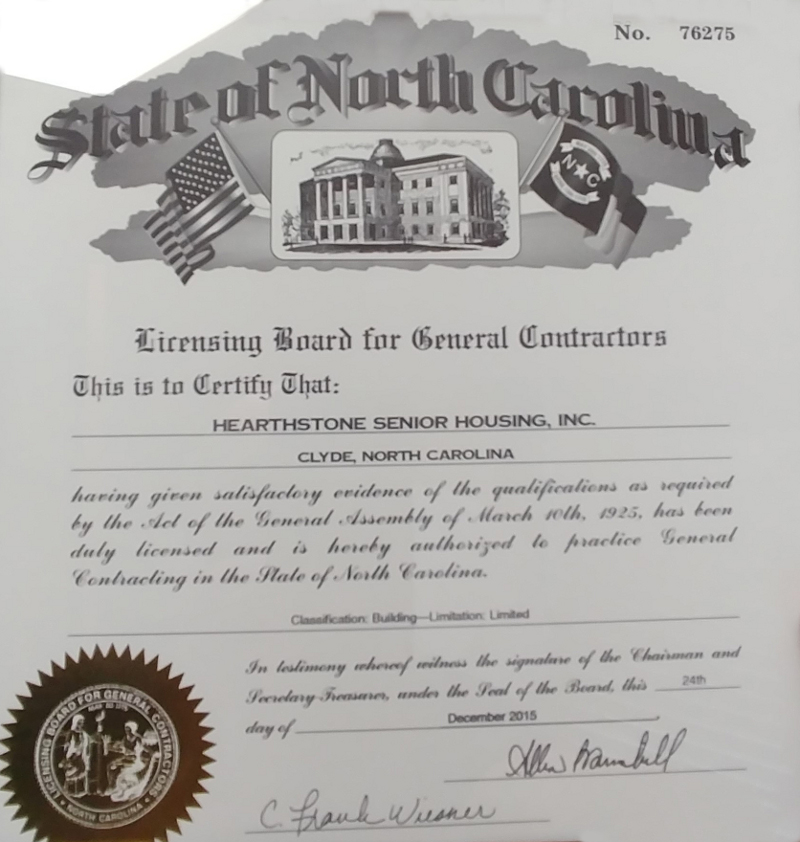 No. 76275
State of North Carolina
N C
Licensing Board for General Contractors
This is to Certify That:
HEARTHSTONE SENIOR HOUSING, INC.
CLYDE, NORTH CAROLINA
having given satisfactory evidence of the qualifications as required
by the Act of the General Assembly of March 10th, 1925, has been
duly licensed and is hereby authorized to practice General
Contracting in the State of North Carolina.
Classification: Building—Limitation: Limited
In testimony whereof witness the signature of the Chairman and
Secretary-Treasurer, under the Seal of the Board, this 24th
day of December 2015
C. Frank Wiesner
LICENSING BOARD FOR GENERAL CONTRACTORS
NORTH CAROLINA